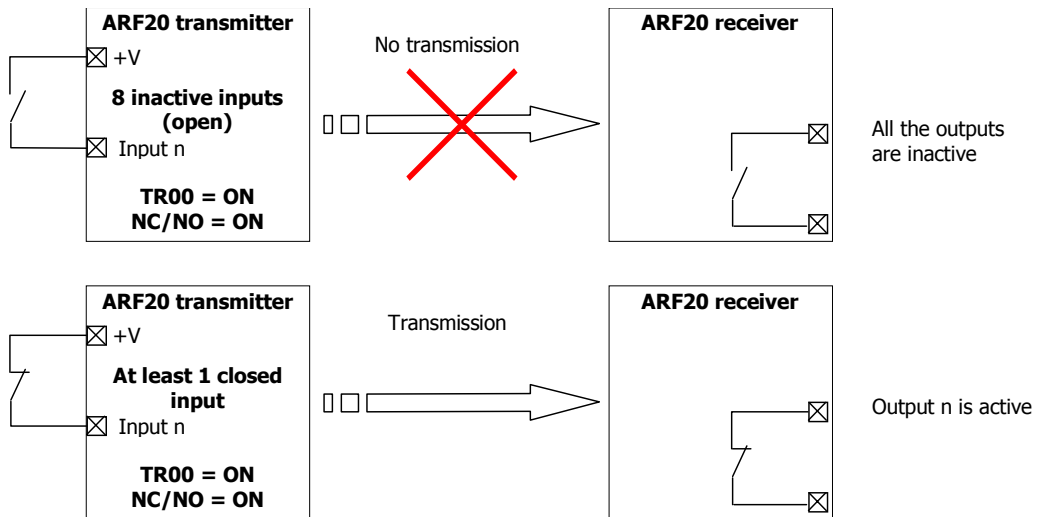 ARF20 transmitter
+V
8 inactive inputs
(open)
Input n
TR00 = ON
NC/NO = ON
No transmission
ARF20 receiver
All the outputs
are inactive
ARF20 transmitter
+V
At least 1 closed
input
Input n
TR00 = ON
NC/NO = ON
Transmission
ARF20 receiver
Output n is active